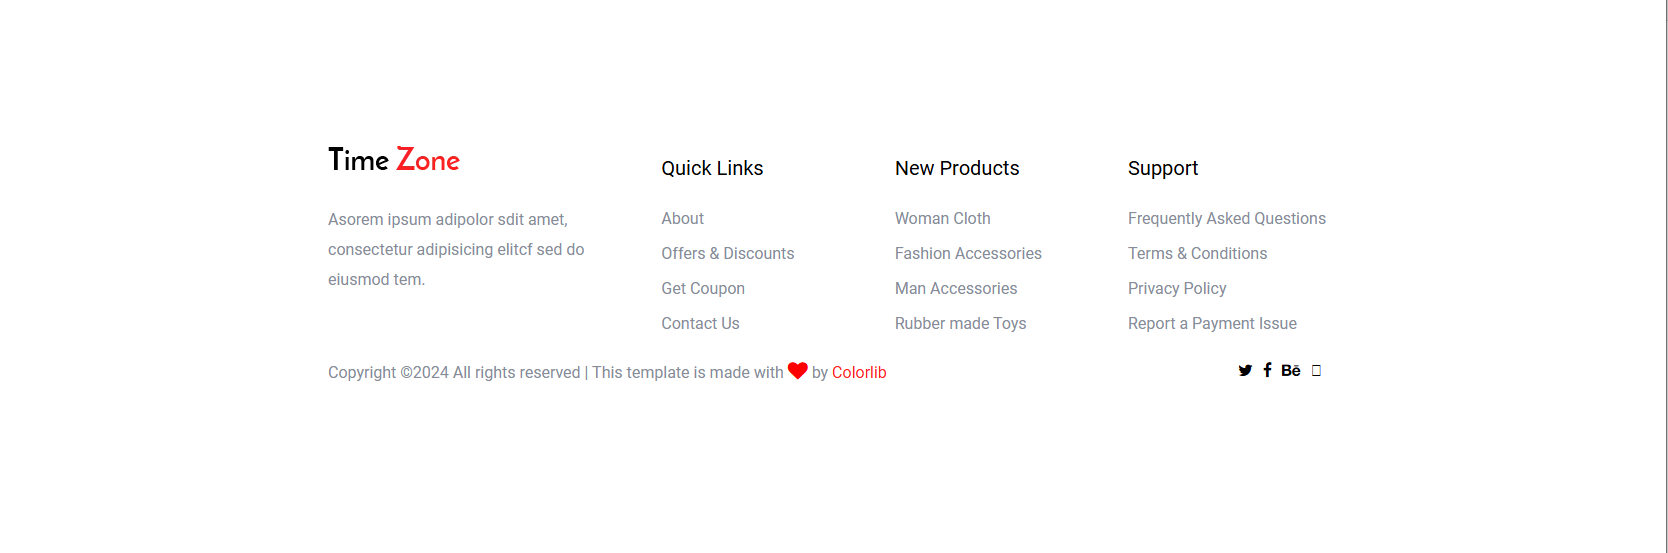 Time Zone
Asorem ipsum adipolor sdit amet,
consectetur adipisicing elitcf sed do
eiusmod tem.
Quick Links
About
Offers & Discounts
Get Coupon
Contact Us
New Products
Woman Cloth
Fashion Accessories
Man Accessories
Rubber made Toys
Support
Frequently Asked Questions
Terms & Conditions
Privacy Policy
Report a Payment Issue
Copyright ©2024 All rights reserved | This template is made with ♥ by Colorlib